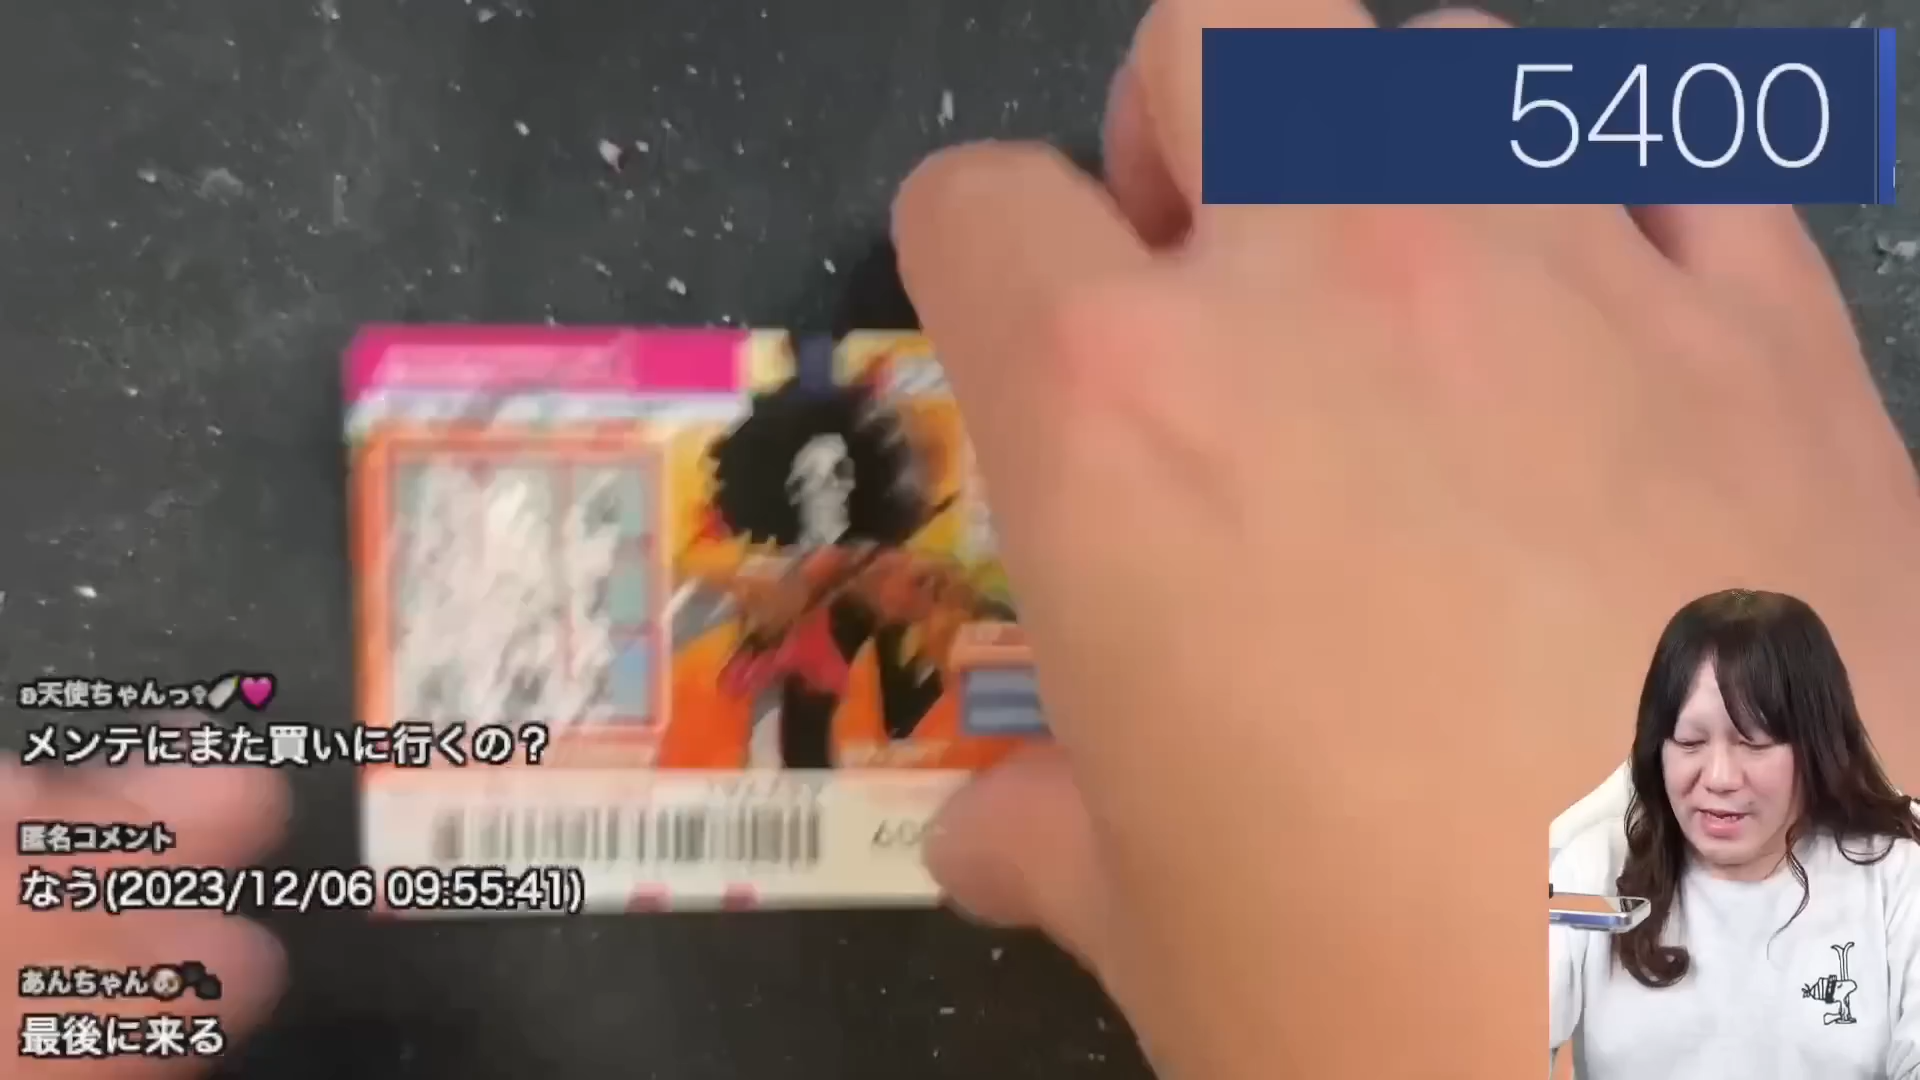 5400
a天使ちゃんっ
メンテにまた買いに行くの？
匿名コメント
なう(2023/12/06 09:55:41)
あんちゃん
最後に来る